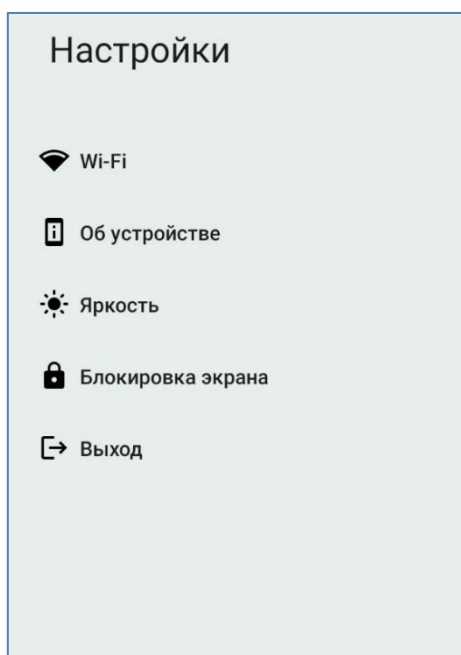 Настройки
Wi-Fi
Об устройстве
Яркость
Блокировка экрана
Выход